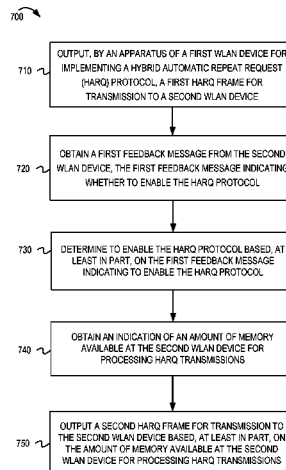 700
710
OUTPUT, BY AN APPARATUS OF A FIRST WLAN DEVICE FOR
IMPLEMENTING A HYBRID AUTOMATIC REPEAT REQUEST
(HARQ) PROTOCOL, A FIRST HARQ FRAME FOR
TRANSMISSION TO A SECOND WLAN DEVICE
720
OBTAIN A FIRST FEEDBACK MESSAGE FROM THE SECOND
WLAN DEVICE, THE FIRST FEEDBACK MESSAGE INDICATING
WHETHER TO ENABLE THE HARQ PROTOCOL
730
DETERMINE TO ENABLE THE HARQ PROTOCOL BASED, AT
LEAST IN PART, ON THE FIRST FEEDBACK MESSAGE
INDICATING TO ENABLE THE HARQ PROTOCOL
740
OBTAIN AN INDICATION OF AN AMOUNT OF MEMORY
AVAILABLE AT THE SECOND WLAN DEVICE FOR
PROCESSING HARQ TRANSMISSIONS
750
OUTPUT A SECOND HARQ FRAME FOR TRANSMISSION TO
THE SECOND WLAN DEVICE BASED, AT LEAST IN PART, ON
THE AMOUNT OF MEMORY AVAILABLE AT THE SECOND
WLAN DEVICE FOR PROCESSING HARQ TRANSMISSIONS